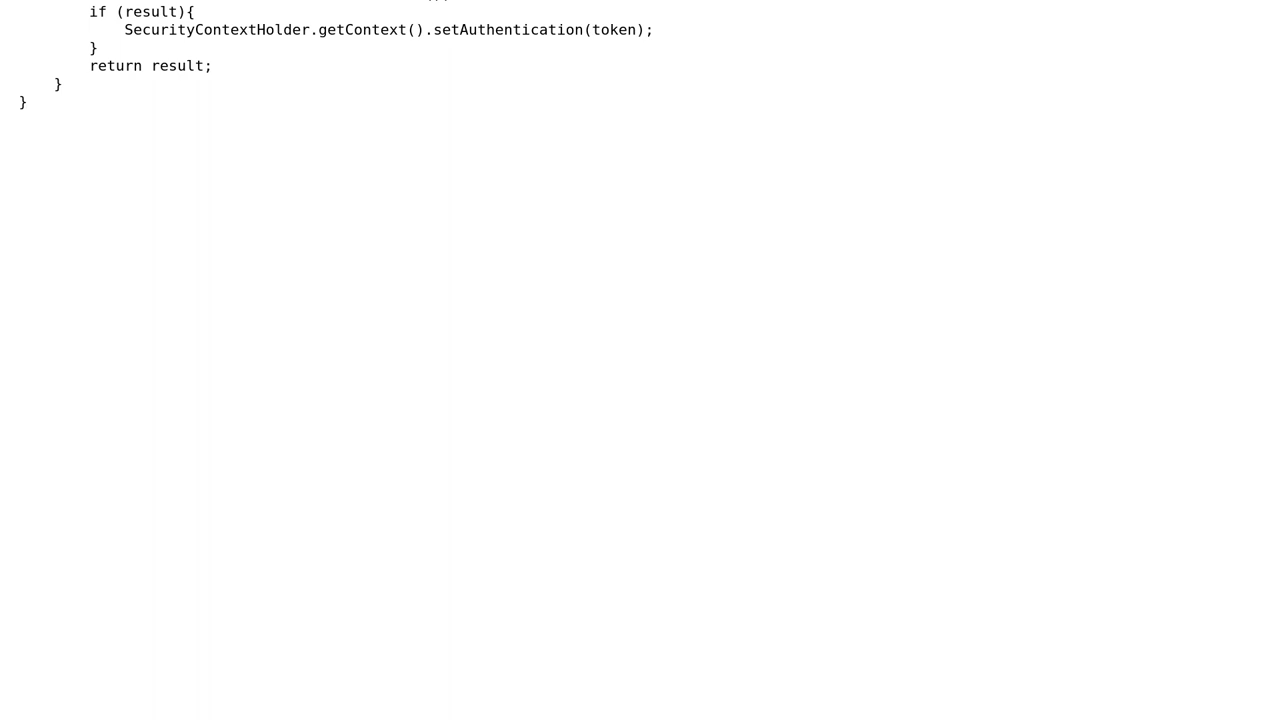 if (result){
            SecurityContextHolder.getContext().setAuthentication(token);
        }
        return result;
    }
}